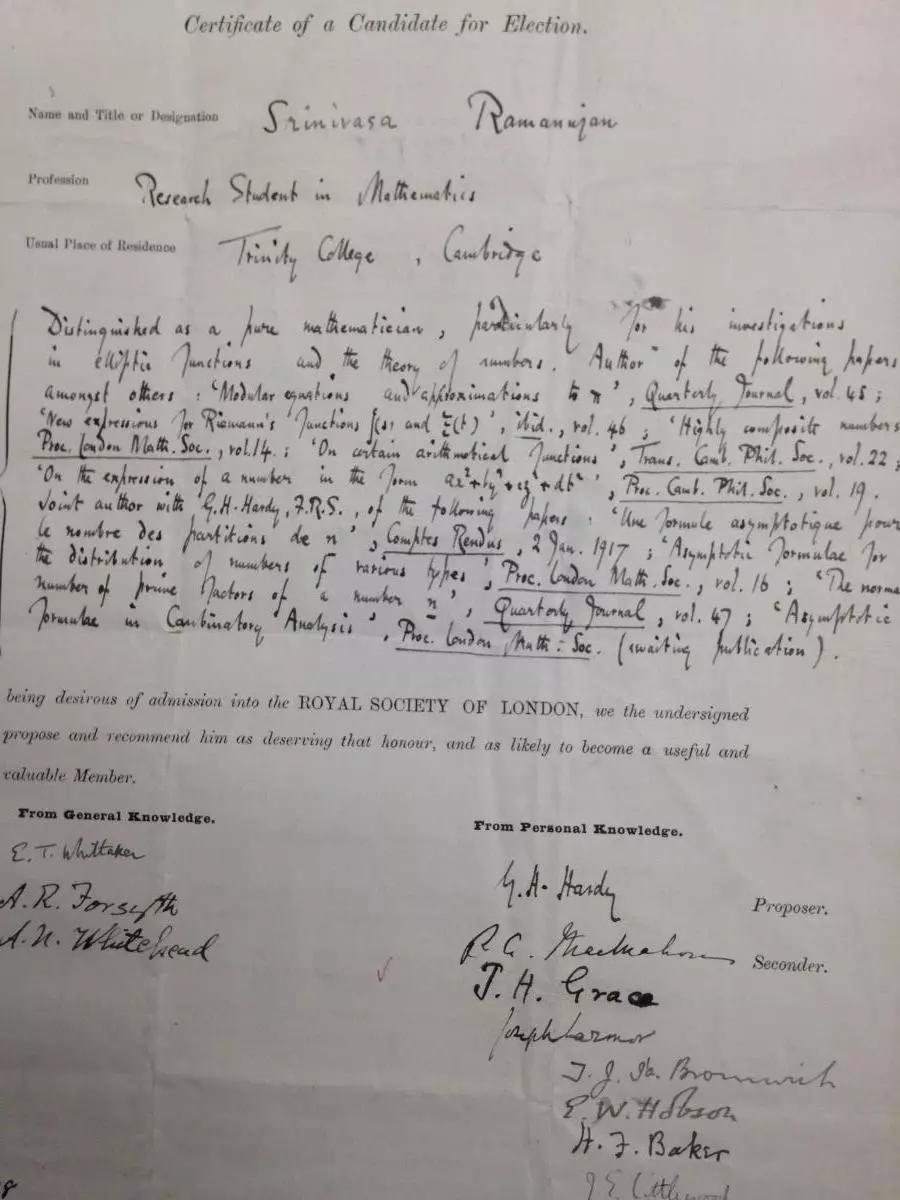 Certificate of a Candidate for Election.
Name and Title or Designation Srinivasa Ramanujan
Profession Research Student in Mathematics
Usual Place of Residence Trinity College , Cambridge
Distinguished as a pure mathematician , particularly for his investigations
in elliptic functions and the theory of numbers . Author of the following papers
amongst others : 'Modular equations and approximations to π' , Quarterly Journal , vol. 45 ;
'New expressions for Riemann's functions ξ(s) and Ξ(t)' , ibid. , vol. 46 ; 'Highly composite numbers
Proc. London Math. Soc. , vol. 14. ; 'On certain arithmetical functions' , Trans. Camb. Phil. Soc. , vol. 22 ;
'On the expression of a number in the form ax²+by²+cz²+dt²' , Proc. Camb. Phil. Soc. , vol. 19 .
Joint author with G.H. Hardy, F.R.S. , of the following papers : 'Une formule asymptotique pour
le nombre des partitions de n' , Comptes Rendus , 2 Jan. 1917 ; 'Asymptotic formulae for
the distribution of numbers of various types' , Proc. London Math. Soc. , vol. 16 ; 'The norma
number of prime factors of a number n' , Quarterly Journal , vol. 47 ; 'Asymptotic
formulae in Combinatory Analysis' , Proc. London Math. Soc. (awaiting publication) .
being desirous of admission into the ROYAL SOCIETY OF LONDON, we the undersigned
propose and recommend him as deserving that honour, and as likely to become a useful and
valuable Member.
From General Knowledge.
E. T. Whittaker
A. R. Forsyth
A. N. Whitehead
From Personal Knowledge.
G. H. Hardy Proposer.
P. A. MacMahon Seconder.
J. H. Grace
Joseph Larmor
T. J. I'a. Bromwich
E. W. Hobson
H. F. Baker
J E Littlewood